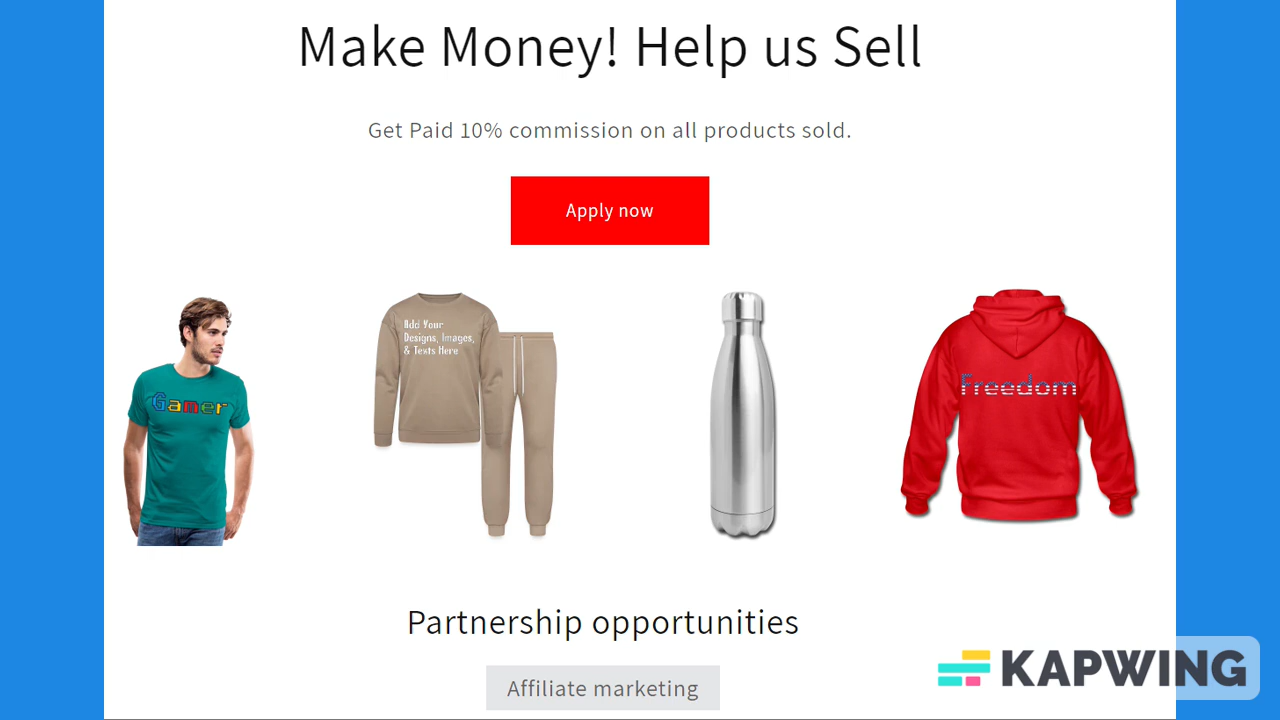 Make Money! Help us Sell
Get Paid 10% commission on all products sold.
Apply now
Gamer
Add Your
Designs, Images,
& Texts Here
Freedom
Partnership opportunities
Affiliate marketing
KAPWING